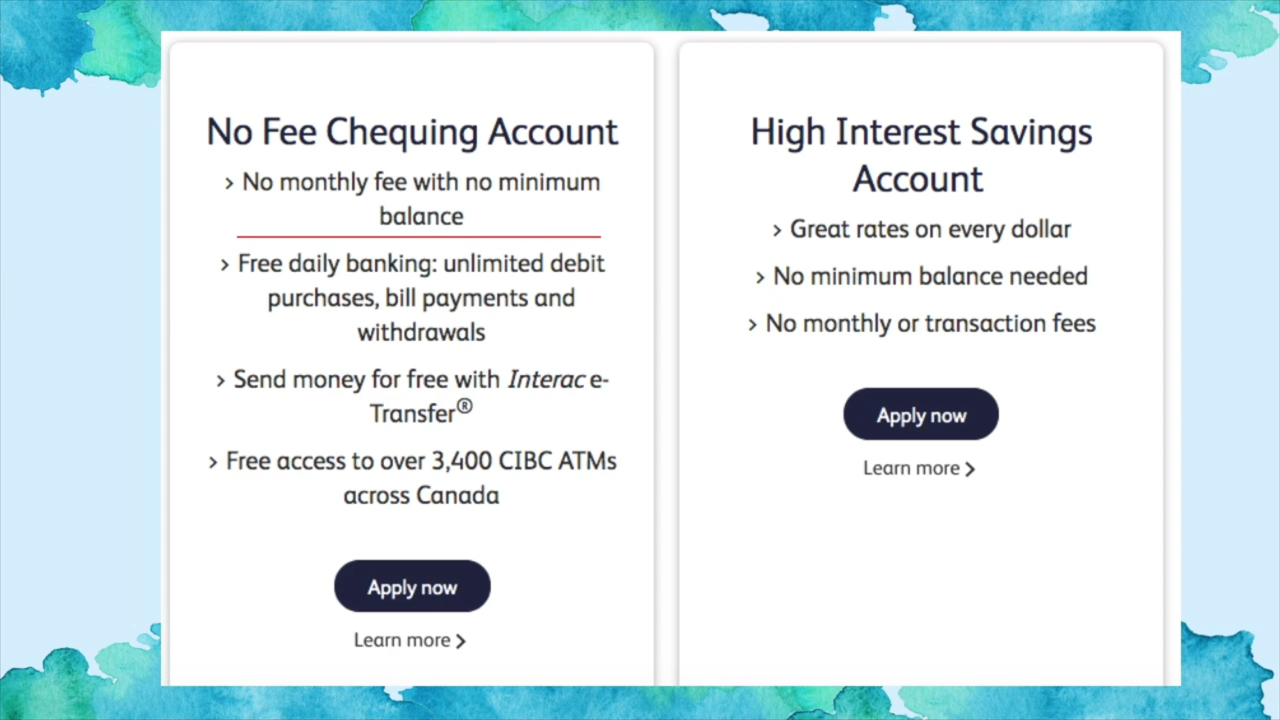 No Fee Chequing Account
> No monthly fee with no minimum
balance
> Free daily banking: unlimited debit
purchases, bill payments and
withdrawals
> Send money for free with Interac e-
Transfer®
> Free access to over 3,400 CIBC ATMs
across Canada
Apply now
Learn more >
High Interest Savings
Account
> Great rates on every dollar
> No minimum balance needed
> No monthly or transaction fees
Apply now
Learn more >